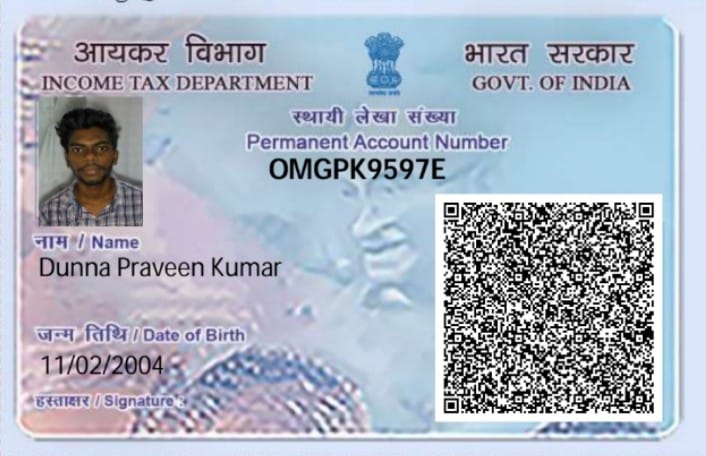 आयकर विभाग
INCOME TAX DEPARTMENT
भारत सरकार
GOVT. OF INDIA
स्थायी लेखा संख्या
Permanent Account Number
OMGPK9597E
नाम / Name
Dunna Praveen Kumar
जन्म तिथि / Date of Birth
11/02/2004
हस्ताक्षर / Signature :